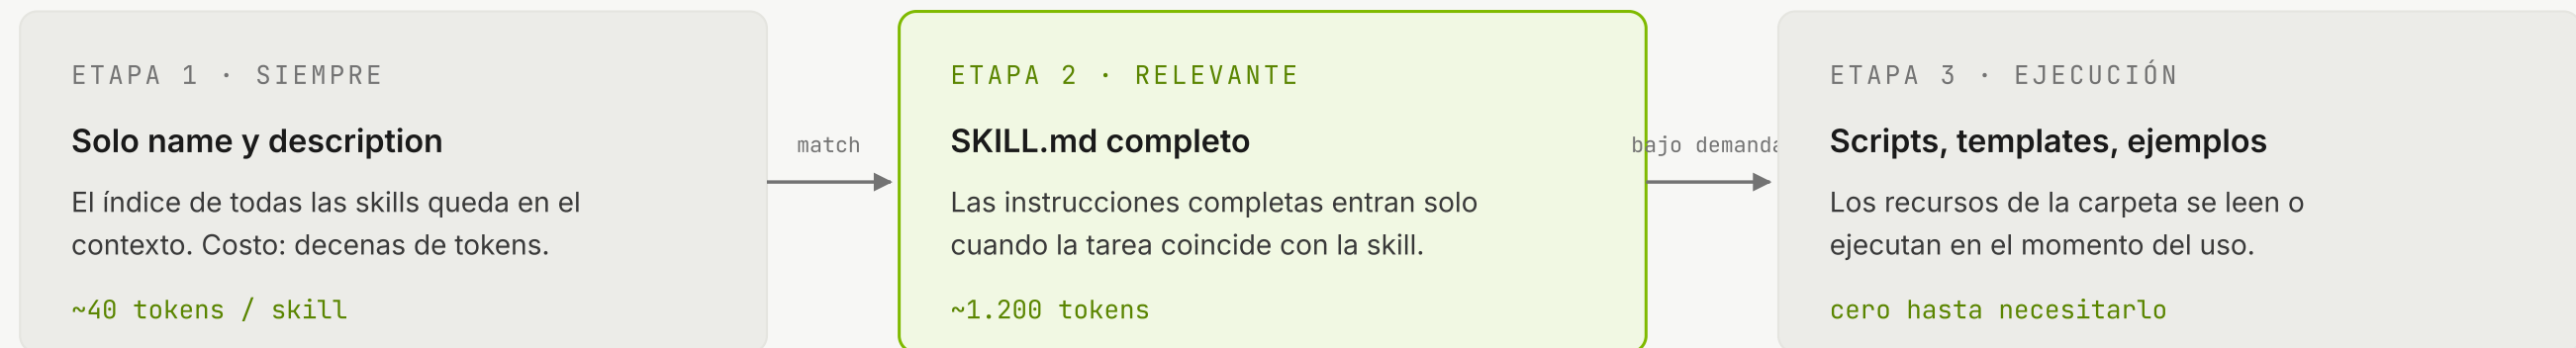 ETAPA 1 · SIEMPRE
Solo name y description
El índice de todas las skills queda en el
contexto. Costo: decenas de tokens.
~40 tokens / skill
match
ETAPA 2 · RELEVANTE
SKILL.md completo
Las instrucciones completas entran solo
cuando la tarea coincide con la skill.
~1.200 tokens
bajo demanda
ETAPA 3 · EJECUCIÓN
Scripts, templates, ejemplos
Los recursos de la carpeta se leen o
ejecutan en el momento del uso.
cero hasta necesitarlo